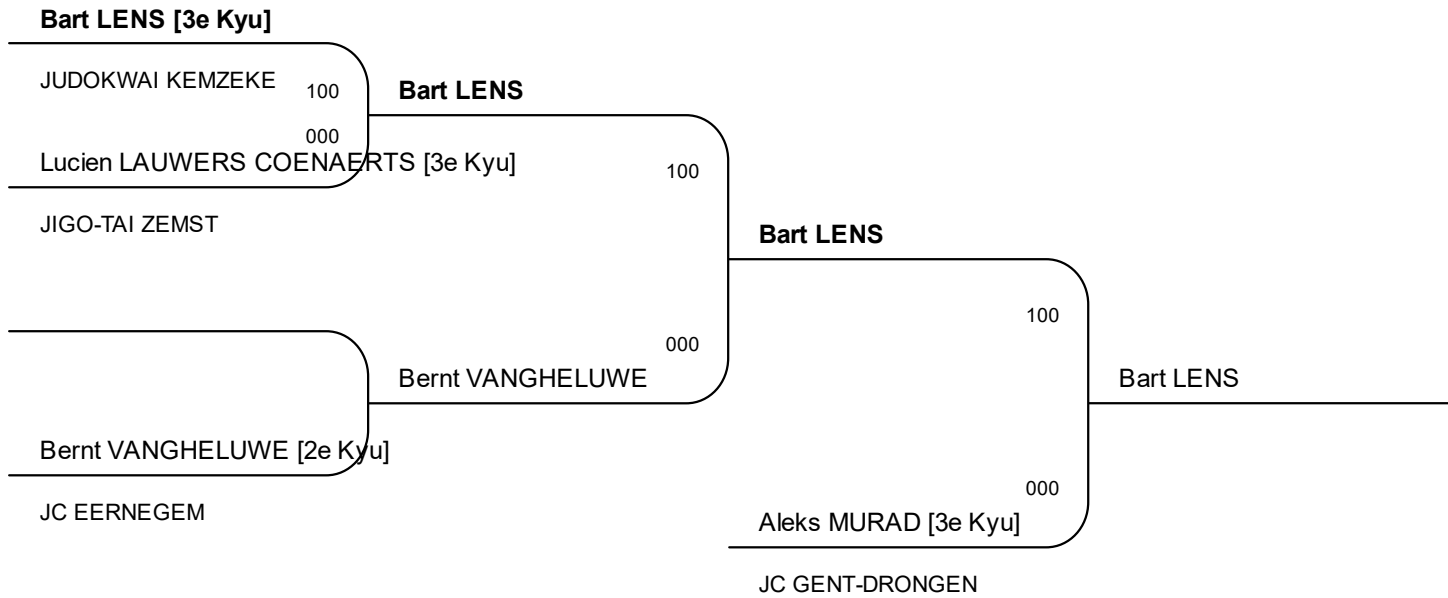 Bart LENS [3e Kyu]
JUDOKWAI KEMZEKE
100
Bart LENS
000
Lucien LAUWERS COENAERTS [3e Kyu]
100
JIGO-TAI ZEMST
Bart LENS
100
000
Bernt VANGHELUWE
Bart LENS
Bernt VANGHELUWE [2e Kyu]
000
JC EERNEGEM
Aleks MURAD [3e Kyu]
JC GENT-DRONGEN